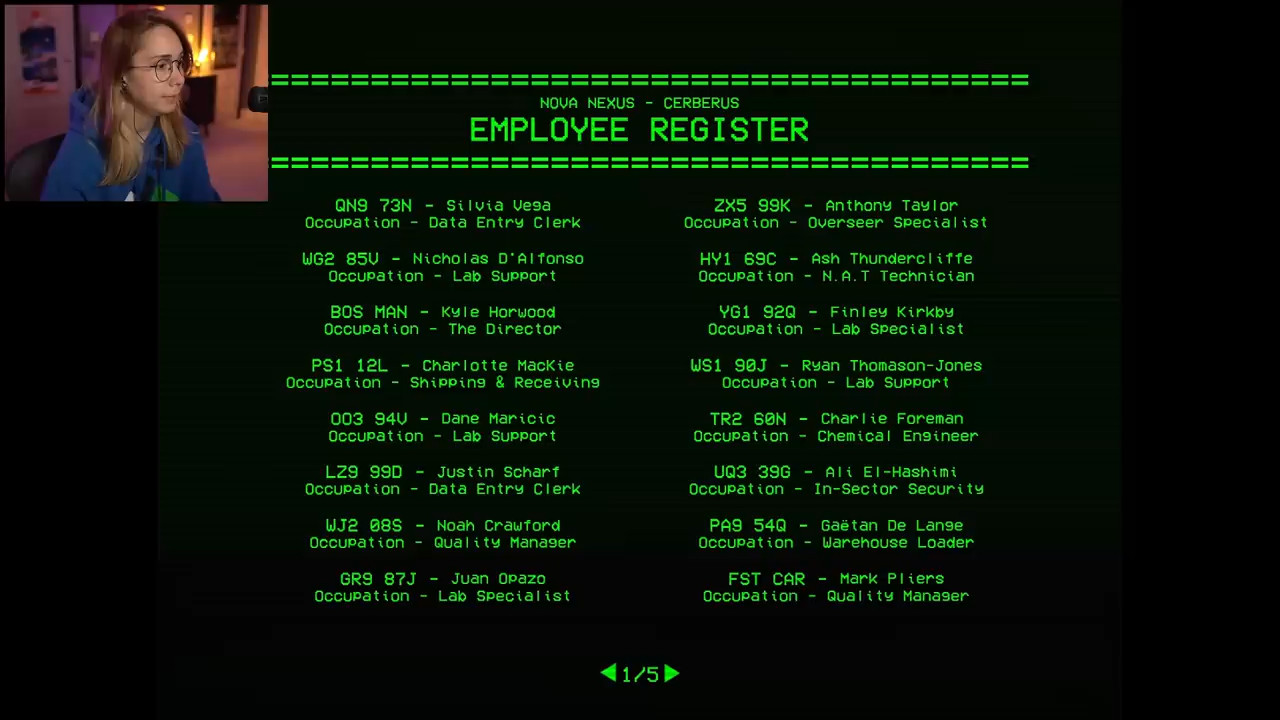 NOVA NEXUS - CERBERUS
EMPLOYEE REGISTER
QN9 73N - Silvia Vega
Occupation - Data Entry Clerk
WG2 85V - Nicholas D'Alfonso
Occupation - Lab Support
BOS MAN - Kyle Horwood
Occupation - The Director
PS1 12L - Charlotte MacKie
Occupation - Shipping & Receiving
OO3 94V - Dane Maricic
Occupation - Lab Support
LZ9 99D - Justin Scharf
Occupation - Data Entry Clerk
WJ2 08S - Noah Crawford
Occupation - Quality Manager
GR9 87J - Juan Opazo
Occupation - Lab Specialist
ZX5 99K - Anthony Taylor
Occupation - Overseer Specialist
HY1 69C - Ash Thundercliffe
Occupation - N.A.T Technician
YG1 92Q - Finley Kirkby
Occupation - Lab Specialist
WS1 90J - Ryan Thomason-Jones
Occupation - Lab Support
TR2 60N - Charlie Foreman
Occupation - Chemical Engineer
UQ3 39G - Ali El-Hashimi
Occupation - In-Sector Security
PA9 54Q - Gaëtan De Lange
Occupation - Warehouse Loader
FST CAR - Mark Pliers
Occupation - Quality Manager
1/5